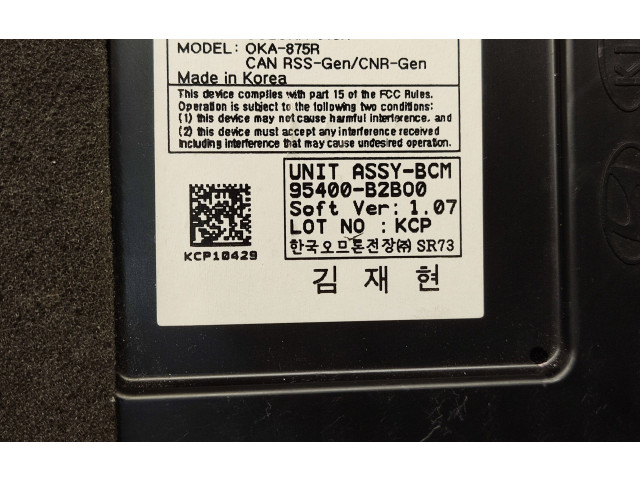 MODEL: OKA-875R
CAN RSS-Gen/CNR-Gen
Made in Korea
This device complies with part 15 of the FCC Rules.
Operation is subject to the following two conditions:
(1) this device may not cause harmful interference, and
(2) this device must accept any interference received
including interference that may cause undesired operation.
UNIT ASSY-BCM
95400-B2B00
Soft Ver: 1.07
LOT NO : KCP
한국오므론전장㈜ SR73
KCP10429
김재현